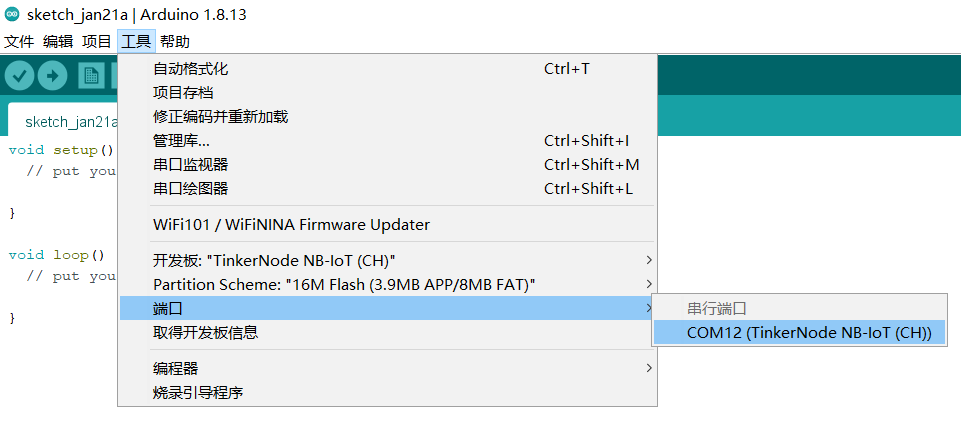 sketch_jan21a | Arduino 1.8.13
文件 编辑 项目 工具 帮助
自动格式化 Ctrl+T
项目存档
修正编码并重新加载
管理库... Ctrl+Shift+I
串口监视器 Ctrl+Shift+M
串口绘图器 Ctrl+Shift+L
WiFi101 / WiFiNINA Firmware Updater
开发板: "TinkerNode NB-IoT (CH)"
Partition Scheme: "16M Flash (3.9MB APP/8MB FAT)"
端口
取得开发板信息
编程器
烧录引导程序
串行端口
COM12 (TinkerNode NB-IoT (CH))
sketch_jan21a
void setup()
// put you
}
void loop()
// put you
}